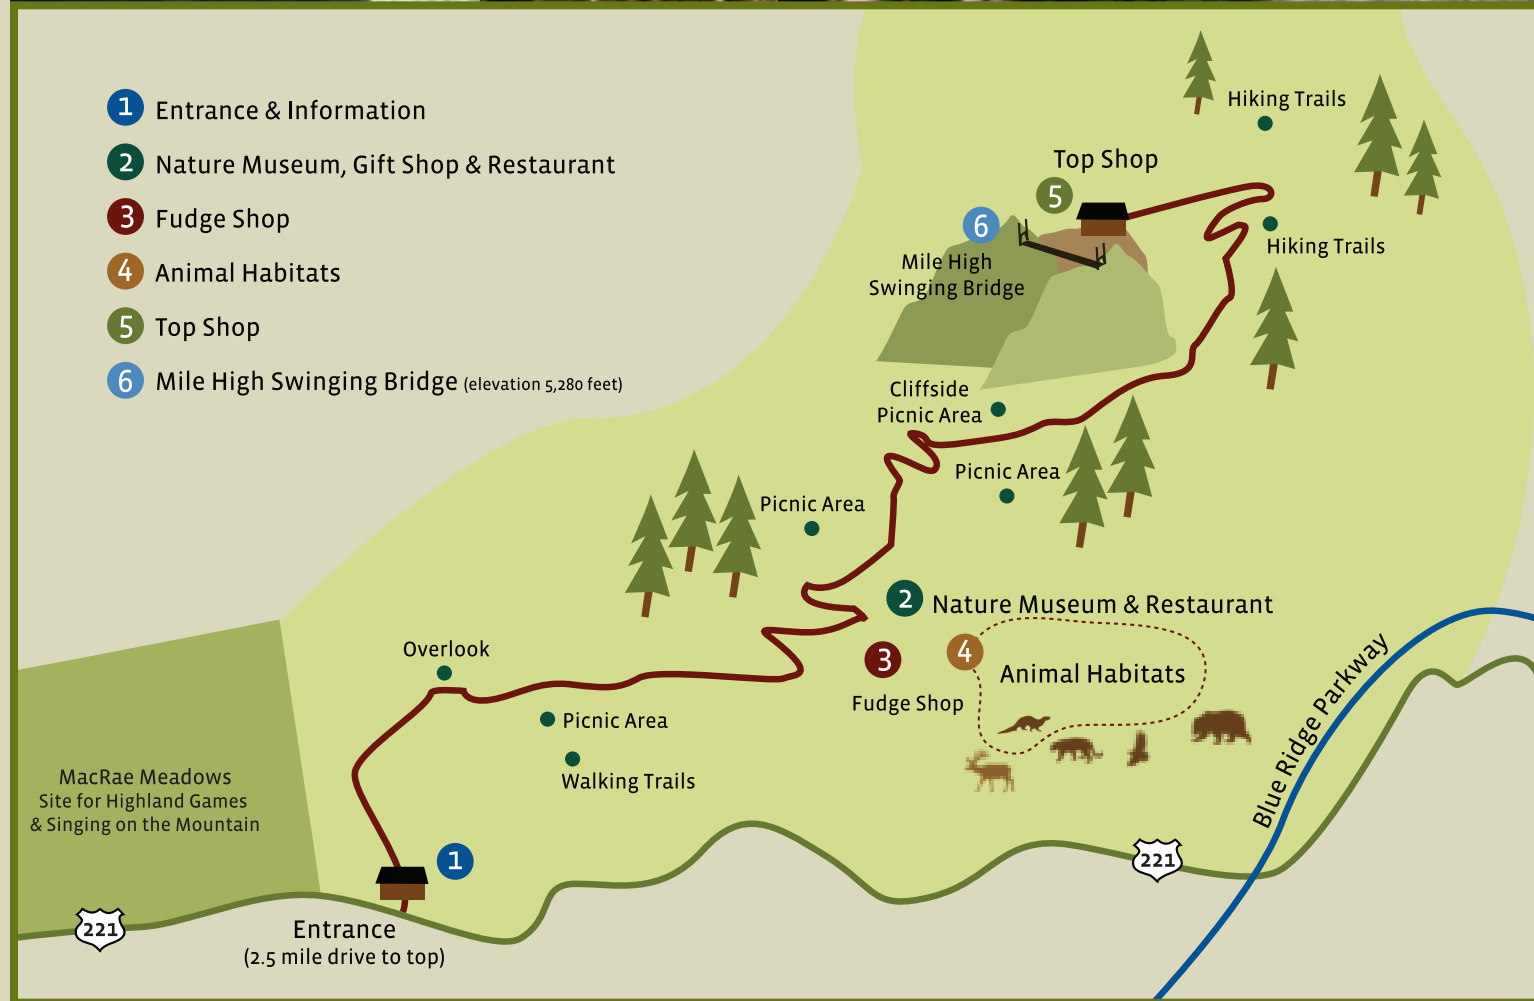 1 Entrance & Information
2 Nature Museum, Gift Shop & Restaurant
3 Fudge Shop
4 Animal Habitats
5 Top Shop
6 Mile High Swinging Bridge (elevation 5,280 feet)
Hiking Trails
Top Shop
5
6
Mile High
Swinging Bridge
Hiking Trails
Cliffside
Picnic Area
Picnic Area
Picnic Area
2 Nature Museum & Restaurant
3
Fudge Shop
4
Animal Habitats
Overlook
Picnic Area
Walking Trails
Blue Ridge Parkway
MacRae Meadows
Site for Highland Games
& Singing on the Mountain
1
221
221
Entrance
(2.5 mile drive to top)